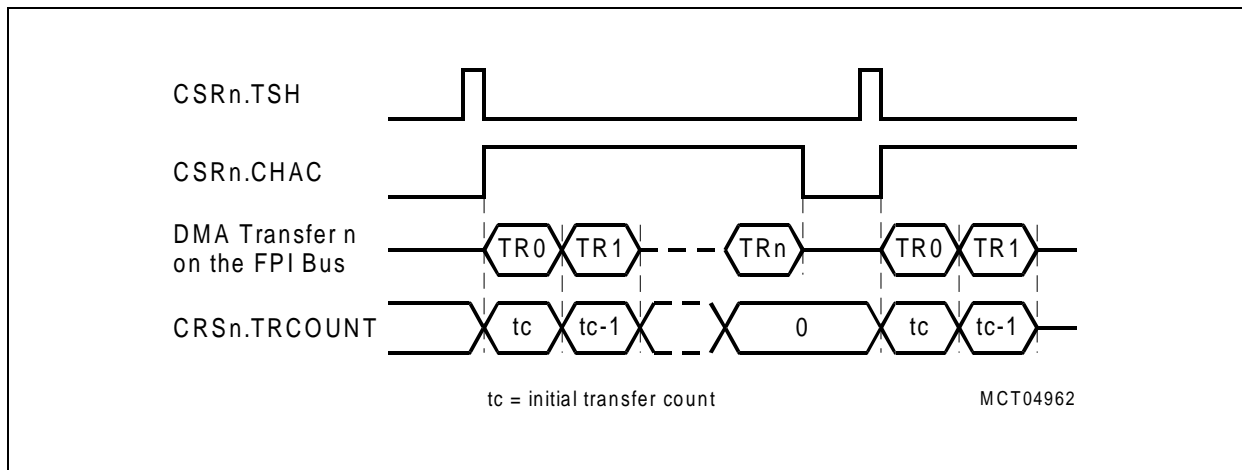 CSRn.TSH
CSRn.CHAC
DMA Transfer n
on the FPI Bus
TR0 TR1 TRn TR0 TR1
CRSn.TRCOUNT
tc tc-1 0 tc tc-1
tc = initial transfer count
MCT04962